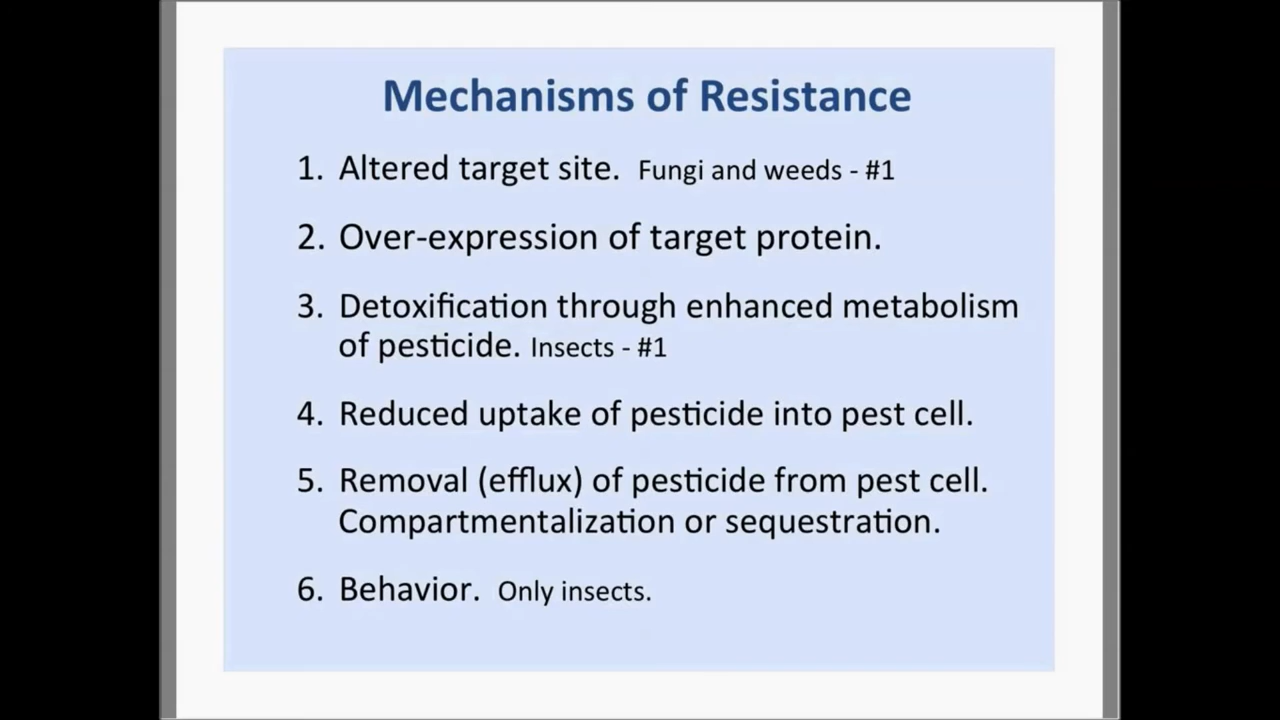 Mechanisms of Resistance
1. Altered target site. Fungi and weeds - #1
2. Over-expression of target protein.
3. Detoxification through enhanced metabolism
of pesticide. Insects - #1
4. Reduced uptake of pesticide into pest cell.
5. Removal (efflux) of pesticide from pest cell.
Compartmentalization or sequestration.
6. Behavior. Only insects.